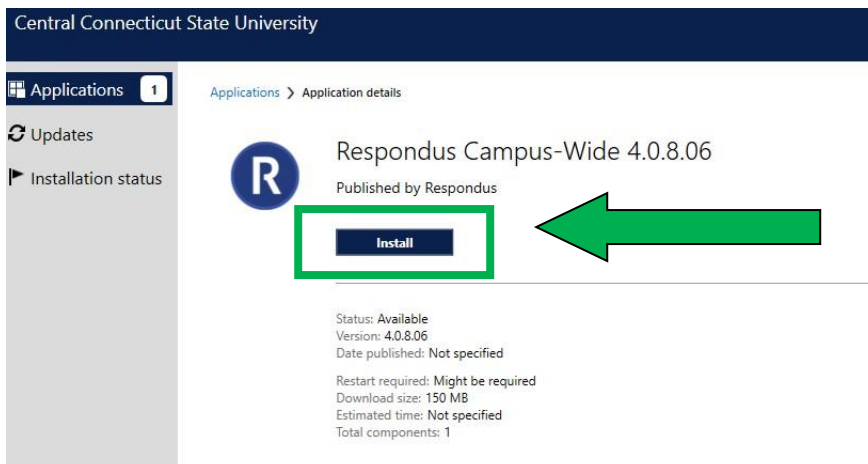 Central Connecticut State University
Applications 1
Updates
Installation status
Applications ❯ Application details
R
Respondus Campus-Wide 4.0.8.06
Published by Respondus
Install
Status: Available
Version: 4.0.8.06
Date published: Not specified
Restart required: Might be required
Download size: 150 MB
Estimated time: Not specified
Total components: 1